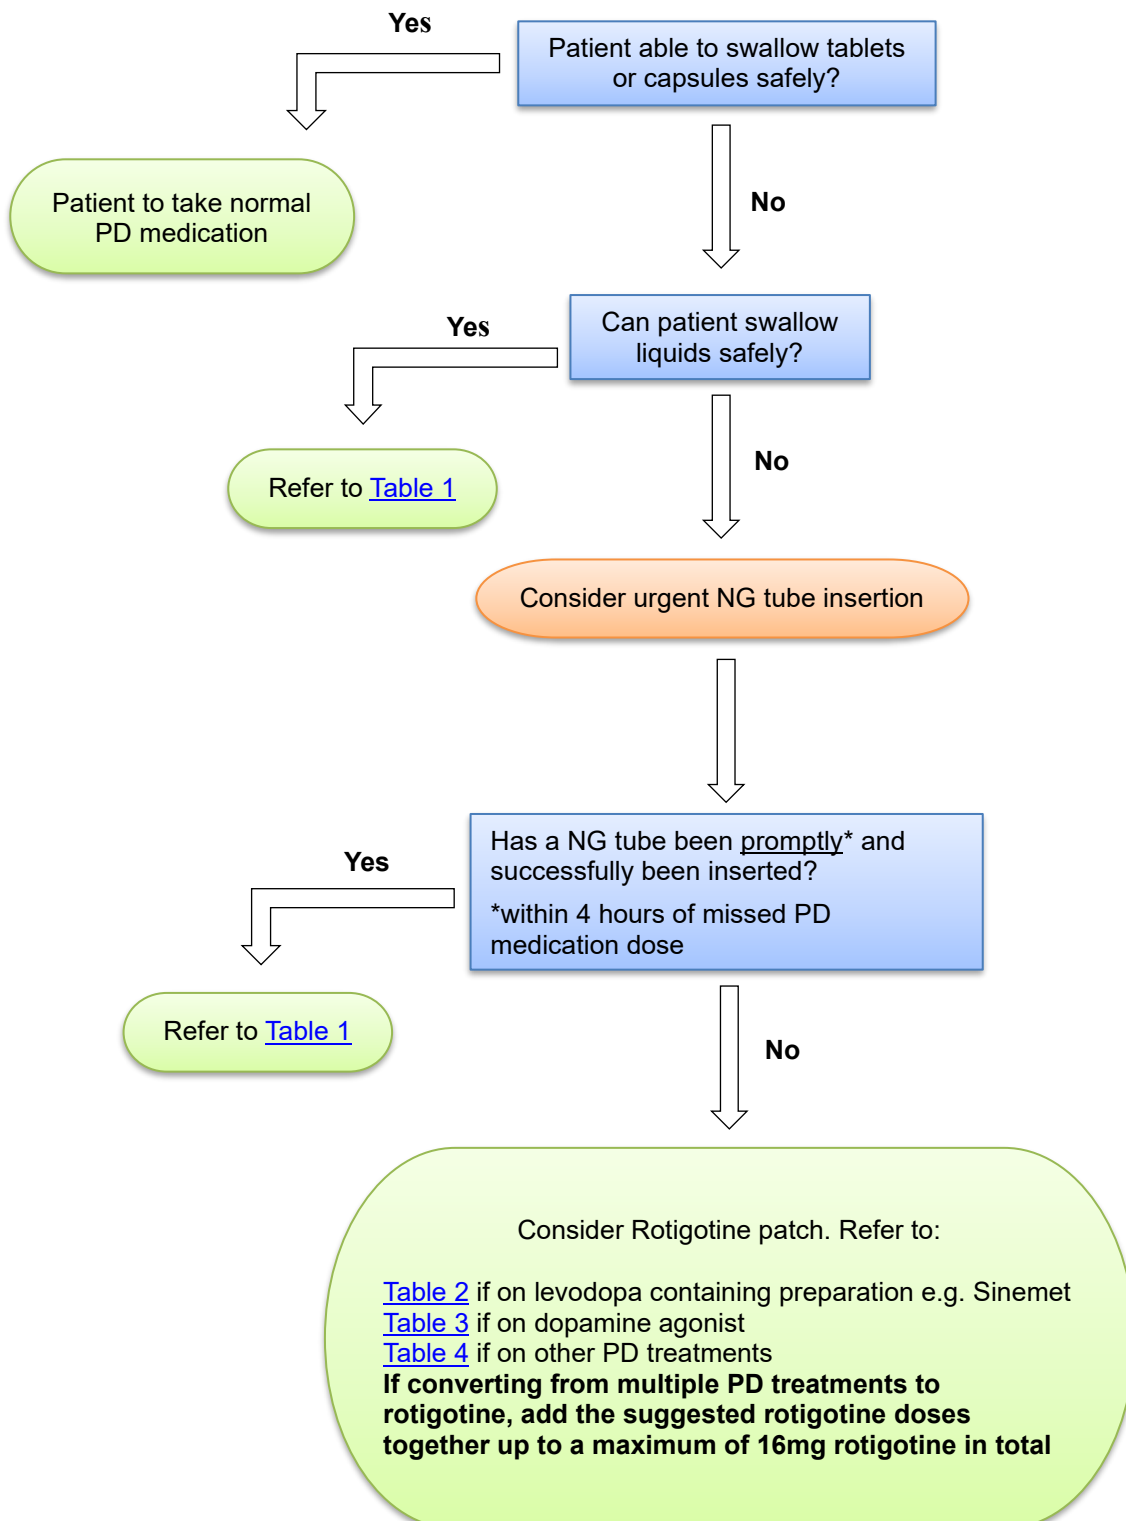 Yes
Patient able to swallow tablets
or capsules safely?
Patient to take normal
PD medication
No
Yes
Can patient swallow
liquids safely?
Refer to Table 1
No
Consider urgent NG tube insertion
Yes
Has a NG tube been promptly* and
successfully been inserted?
*within 4 hours of missed PD
medication dose
Refer to Table 1
No
Consider Rotigotine patch. Refer to:
Table 2 if on levodopa containing preparation e.g. Sinemet
Table 3 if on dopamine agonist
Table 4 if on other PD treatments
If converting from multiple PD treatments to
rotigotine, add the suggested rotigotine doses
together up to a maximum of 16mg rotigotine in total